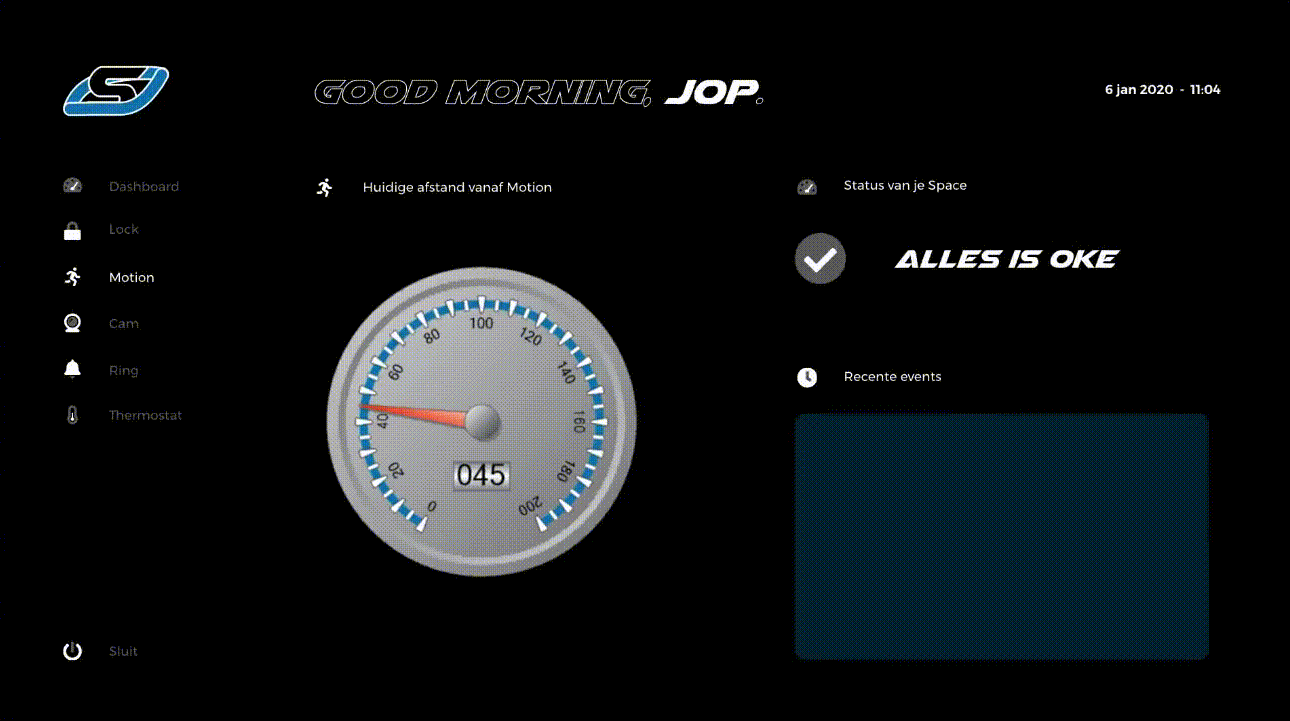 GOOD MORNING, JOP.
6 jan 2020 - 11:04
Dashboard
Lock
Motion
Cam
Ring
Thermostat
Sluit
Huidige afstand vanaf Motion
0
20
40
60
80
100
120
140
160
180
200
045
Status van je Space
ALLES IS OKE
Recente events